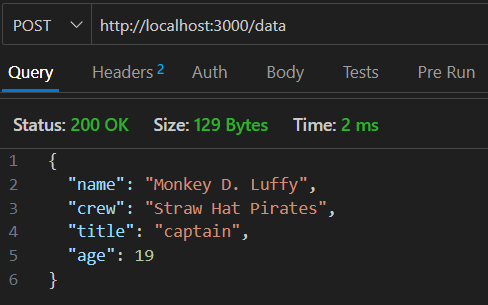 POST http://localhost:3000/data
Query Headers 2 Auth Body Tests Pre Run
Status: 200 OK Size: 129 Bytes Time: 2 ms
1 {
2 "name": "Monkey D. Luffy",
3 "crew": "Straw Hat Pirates",
4 "title": "captain",
5 "age": 19
6 }